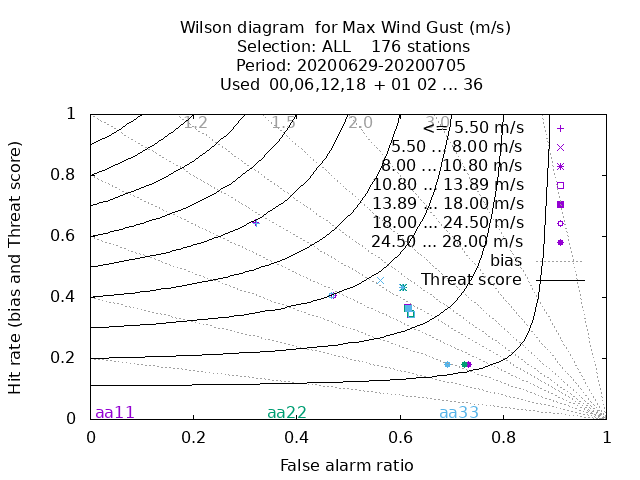 Wilson diagram  for Max Wind Gust (m/s)
Selection: ALL    176 stations
Period: 20200629-20200705
Used  00,06,12,18  + 01 02 ... 36
1.2 1.5 2.0 3.0
<= 5.50 m/s
5.50 ... 8.00 m/s
8.00 ... 10.80 m/s
10.80 ... 13.89 m/s
13.89 ... 18.00 m/s
18.00 ... 24.50 m/s
24.50 ... 28.00 m/s
bias
Threat score
Hit rate (bias and Threat score)
1
0.8
0.6
0.4
0.2
0
aa11 aa22 aa33
0 0.2 0.4 0.6 0.8 1
False alarm ratio